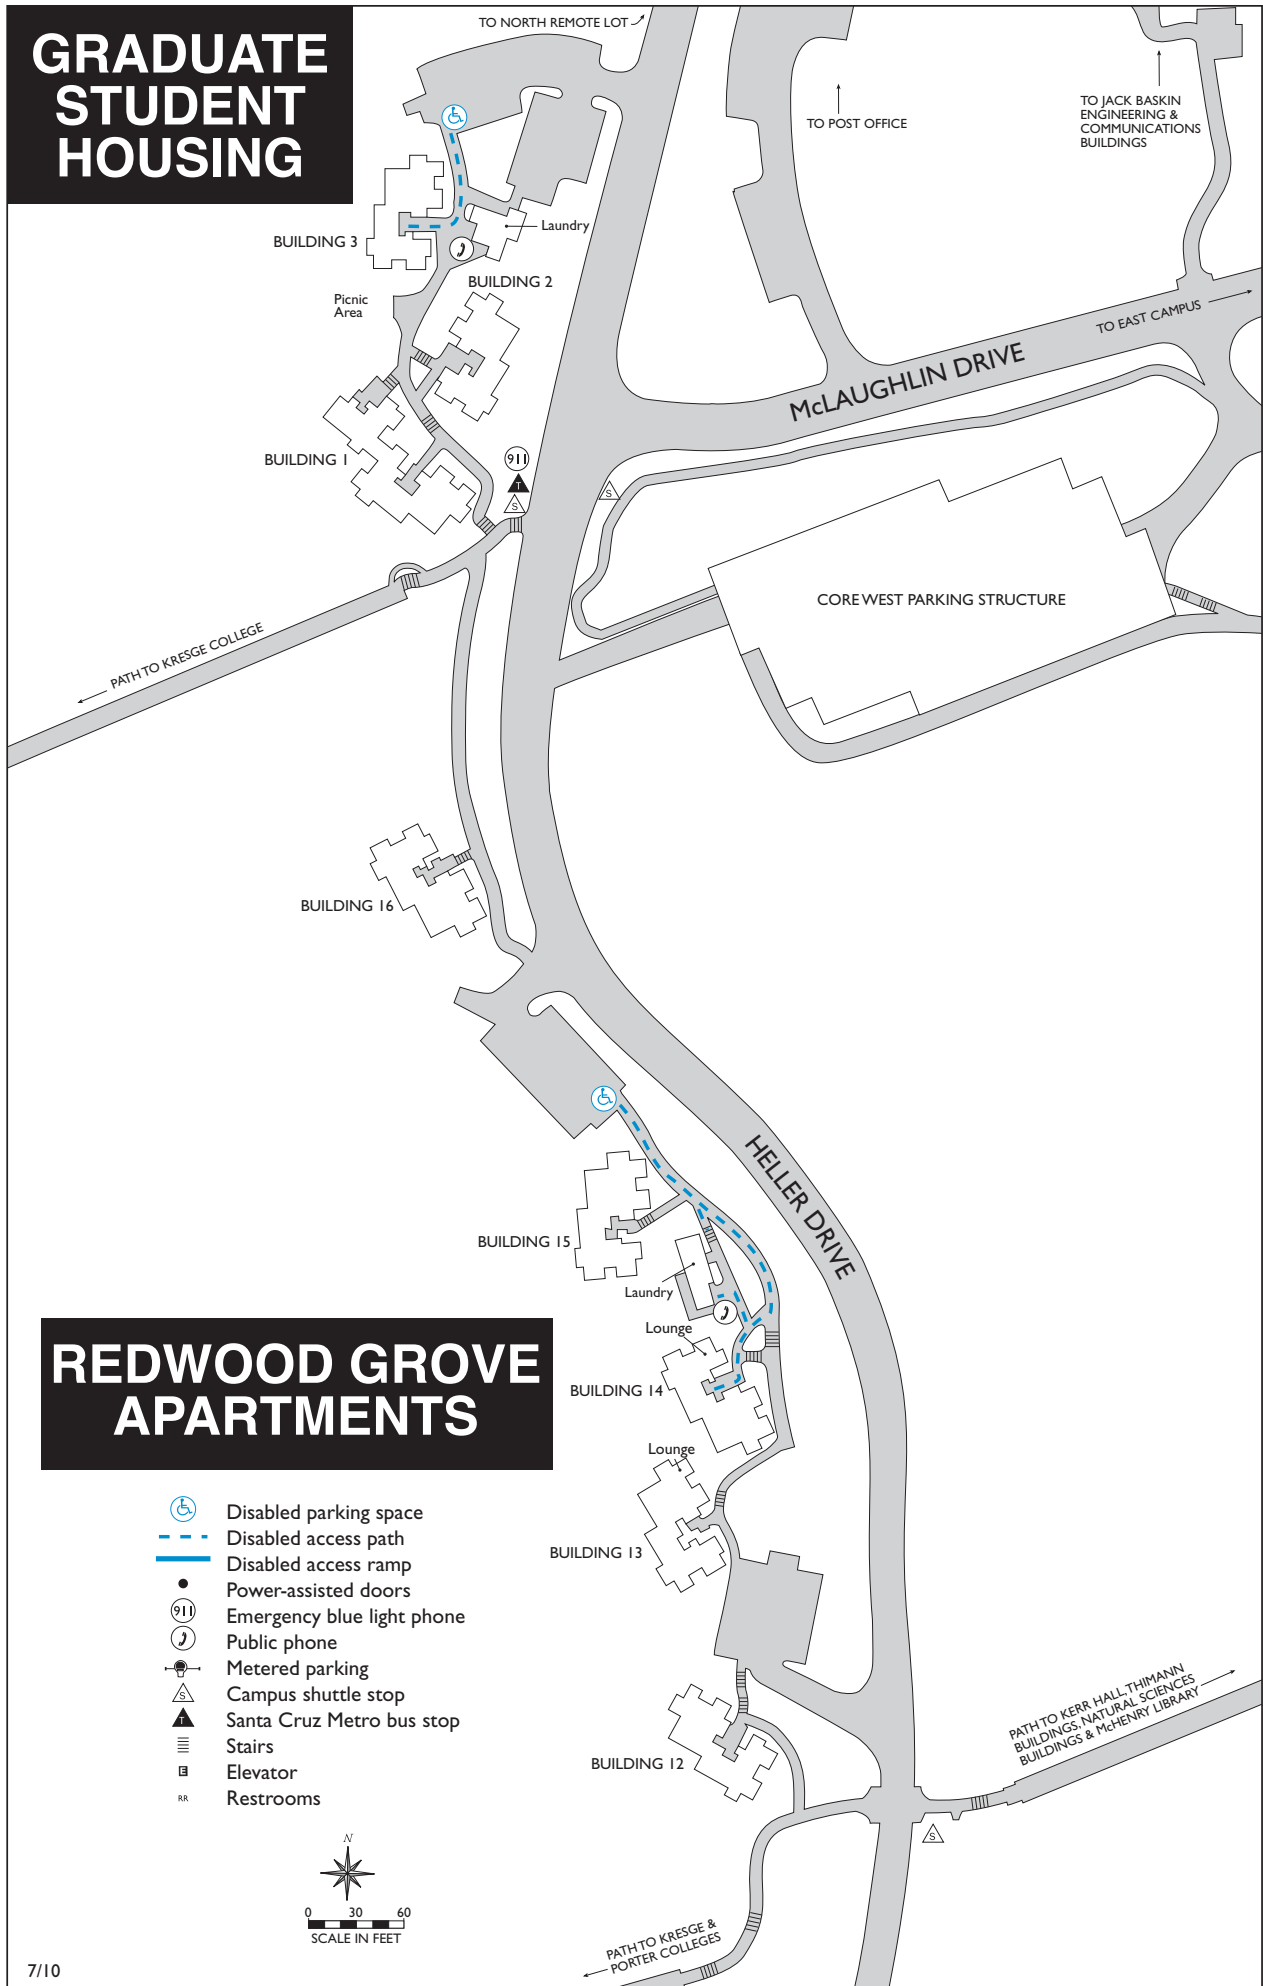 GRADUATE
STUDENT
HOUSING
TO NORTH REMOTE LOT
TO POST OFFICE
TO JACK BASKIN
ENGINEERING &
COMMUNICATIONS
BUILDINGS
Laundry
BUILDING 3
BUILDING 2
Picnic
Area
TO EAST CAMPUS
McLAUGHLIN DRIVE
BUILDING 1
911
T
S
S
CORE WEST PARKING STRUCTURE
PATH TO KRESGE COLLEGE
BUILDING 16
HELLER DRIVE
BUILDING 15
Laundry
Lounge
REDWOOD GROVE
APARTMENTS
BUILDING 14
Lounge
BUILDING 13
Disabled parking space
Disabled access path
Disabled access ramp
Power-assisted doors
911 Emergency blue light phone
Public phone
Metered parking
S Campus shuttle stop
T Santa Cruz Metro bus stop
Stairs
E Elevator
RR Restrooms
PATH TO KERR HALL, THIMANN
BUILDINGS, NATURAL SCIENCES
BUILDINGS & McHENRY LIBRARY
BUILDING 12
S
N
0 30 60
SCALE IN FEET
PATH TO KRESGE &
PORTER COLLEGES
7/10